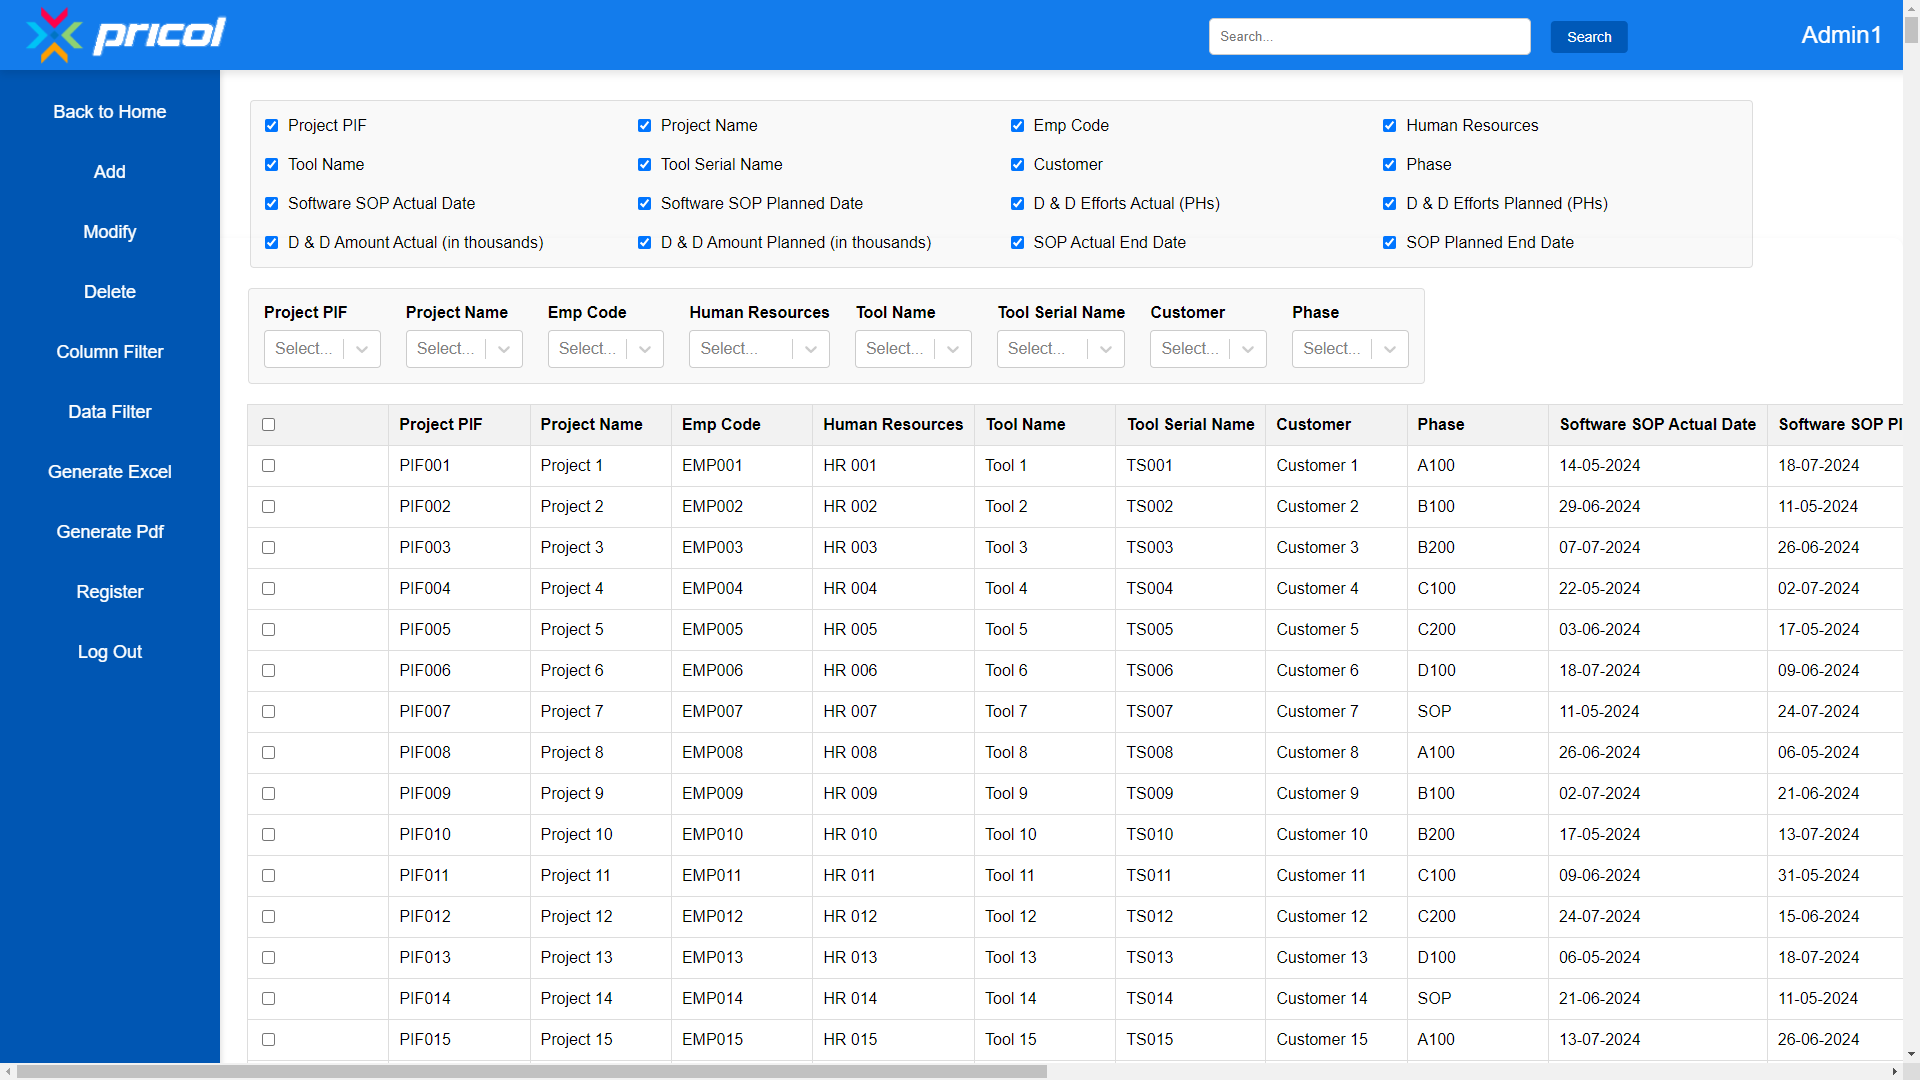 pricol
Search...
Search
Admin1
Back to Home
Add
Modify
Delete
Column Filter
Data Filter
Generate Excel
Generate Pdf
Register
Log Out
Project PIF Project Name Emp Code Human Resources
Tool Name Tool Serial Name Customer Phase
Software SOP Actual Date Software SOP Planned Date D & D Efforts Actual (PHs) D & D Efforts Planned (PHs)
D & D Amount Actual (in thousands) D & D Amount Planned (in thousands) SOP Actual End Date SOP Planned End Date
Project PIF Project Name Emp Code Human Resources Tool Name Tool Serial Name Customer Phase
Select... Select... Select... Select... Select... Select... Select... Select...
Project PIF Project Name Emp Code Human Resources Tool Name Tool Serial Name Customer Phase Software SOP Actual Date Software SOP Pl
PIF001 Project 1 EMP001 HR 001 Tool 1 TS001 Customer 1 A100 14-05-2024 18-07-2024
PIF002 Project 2 EMP002 HR 002 Tool 2 TS002 Customer 2 B100 29-06-2024 11-05-2024
PIF003 Project 3 EMP003 HR 003 Tool 3 TS003 Customer 3 B200 07-07-2024 26-06-2024
PIF004 Project 4 EMP004 HR 004 Tool 4 TS004 Customer 4 C100 22-05-2024 02-07-2024
PIF005 Project 5 EMP005 HR 005 Tool 5 TS005 Customer 5 C200 03-06-2024 17-05-2024
PIF006 Project 6 EMP006 HR 006 Tool 6 TS006 Customer 6 D100 18-07-2024 09-06-2024
PIF007 Project 7 EMP007 HR 007 Tool 7 TS007 Customer 7 SOP 11-05-2024 24-07-2024
PIF008 Project 8 EMP008 HR 008 Tool 8 TS008 Customer 8 A100 26-06-2024 06-05-2024
PIF009 Project 9 EMP009 HR 009 Tool 9 TS009 Customer 9 B100 02-07-2024 21-06-2024
PIF010 Project 10 EMP010 HR 010 Tool 10 TS010 Customer 10 B200 17-05-2024 13-07-2024
PIF011 Project 11 EMP011 HR 011 Tool 11 TS011 Customer 11 C100 09-06-2024 31-05-2024
PIF012 Project 12 EMP012 HR 012 Tool 12 TS012 Customer 12 C200 24-07-2024 15-06-2024
PIF013 Project 13 EMP013 HR 013 Tool 13 TS013 Customer 13 D100 06-05-2024 18-07-2024
PIF014 Project 14 EMP014 HR 014 Tool 14 TS014 Customer 14 SOP 21-06-2024 11-05-2024
PIF015 Project 15 EMP015 HR 015 Tool 15 TS015 Customer 15 A100 13-07-2024 26-06-2024